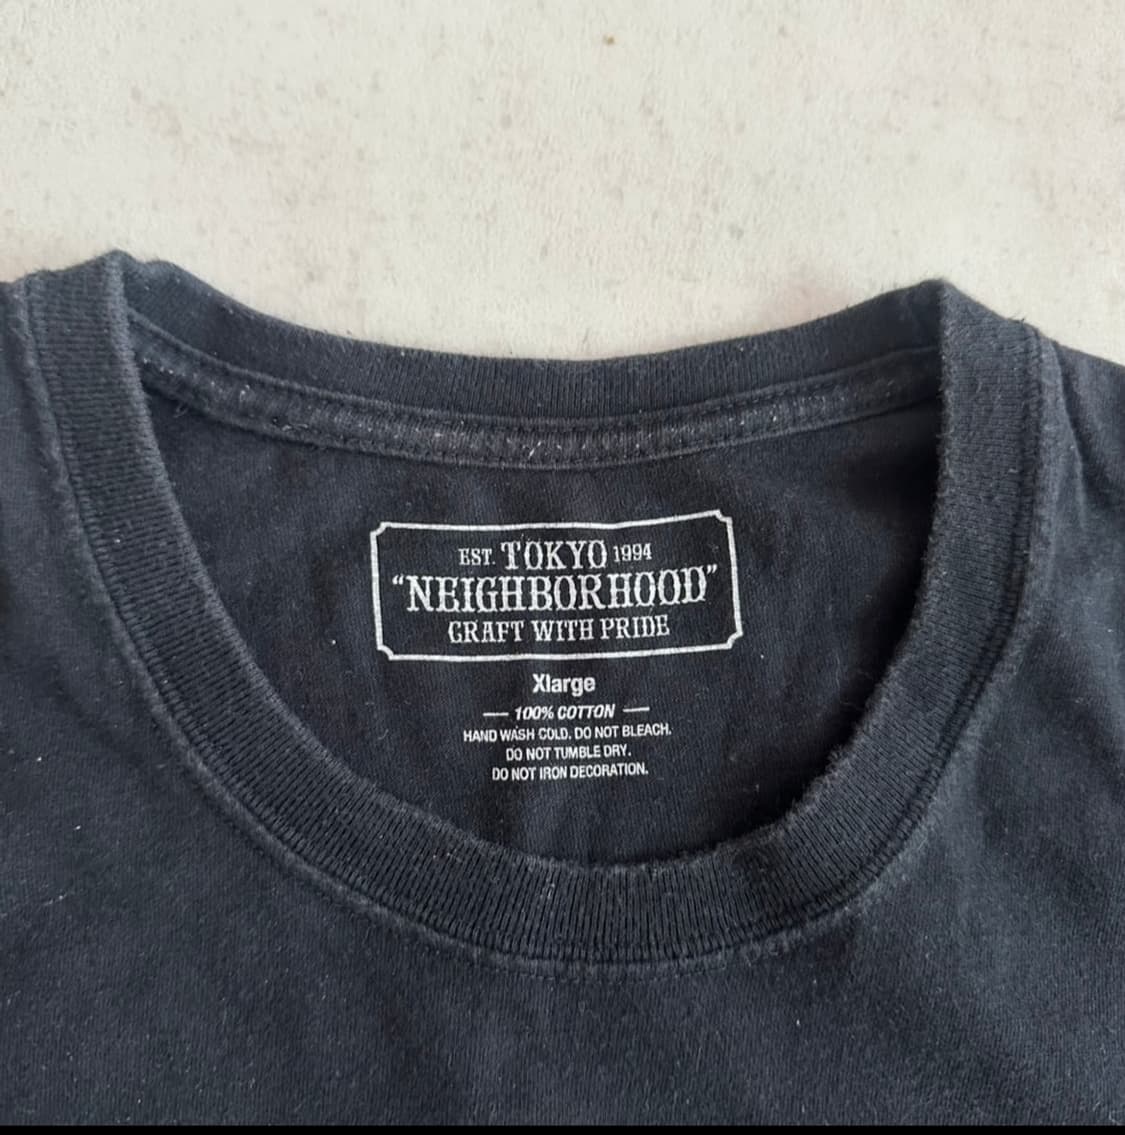 EST. TOKYO 1994
“NEIGHBORHOOD”
CRAFT WITH PRIDE
Xlarge
— 100% COTTON —
HAND WASH COLD. DO NOT BLEACH.
DO NOT TUMBLE DRY.
DO NOT IRON DECORATION.